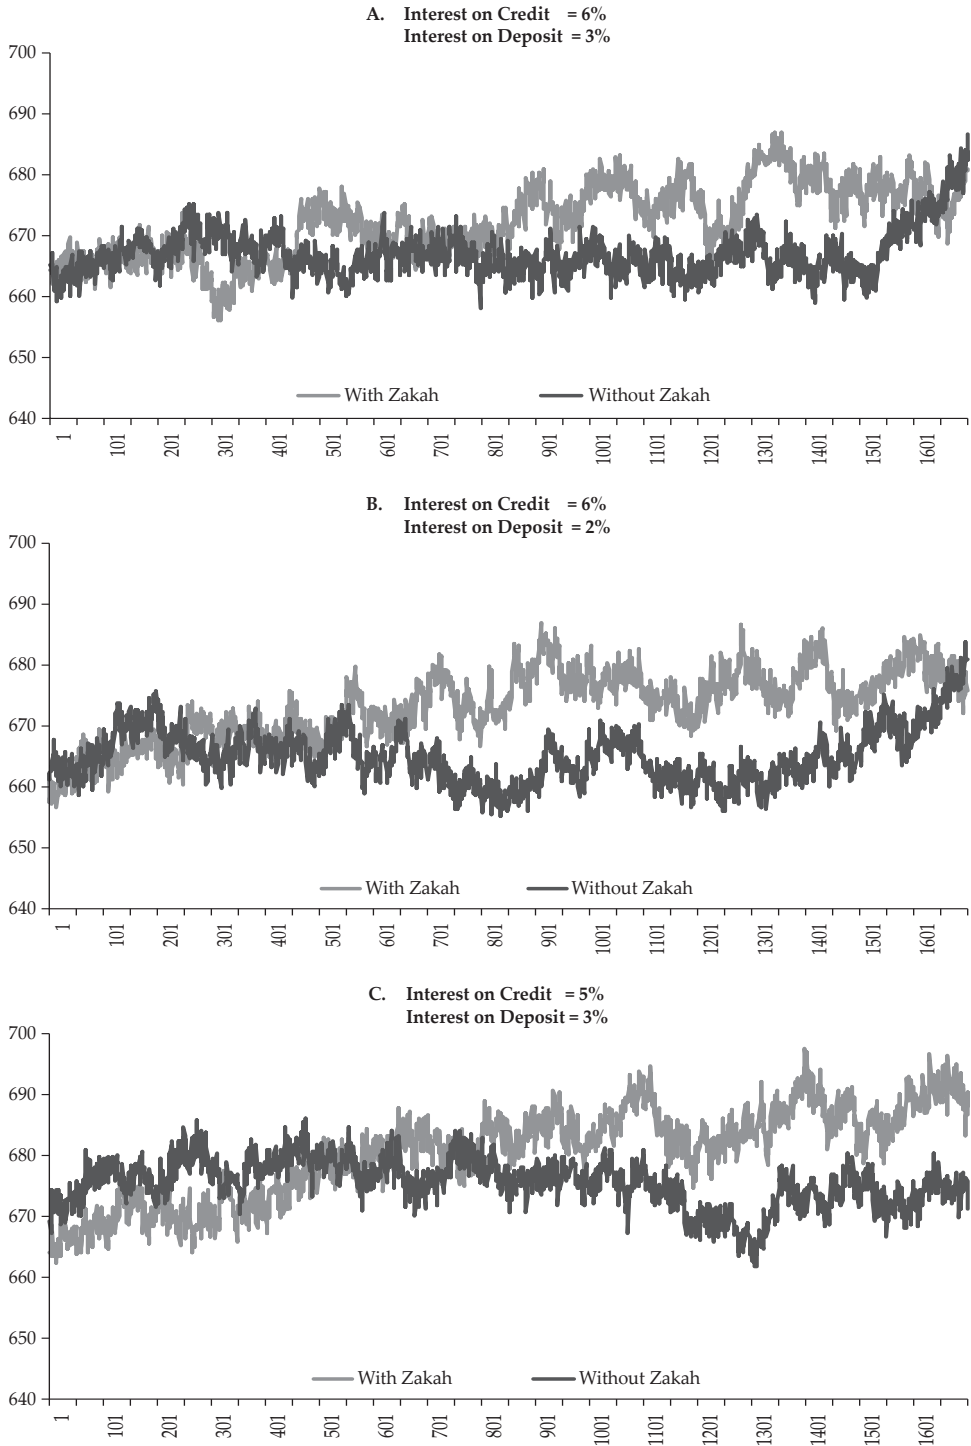 A. Interest on Credit = 6%
Interest on Deposit = 3%
700
690
680
670
660
650
640
With Zakah Without Zakah
1 101 201 301 401 501 601 701 801 901 1001 1101 1201 1301 1401 1501 1601
B. Interest on Credit = 6%
Interest on Deposit = 2%
700
690
680
670
660
650
640
With Zakah Without Zakah
1 101 201 301 401 501 601 701 801 901 1001 1101 1201 1301 1401 1501 1601
C. Interest on Credit = 5%
Interest on Deposit = 3%
700
690
680
670
660
650
640
With Zakah Without Zakah
1 101 201 301 401 501 601 701 801 901 1001 1101 1201 1301 1401 1501 1601